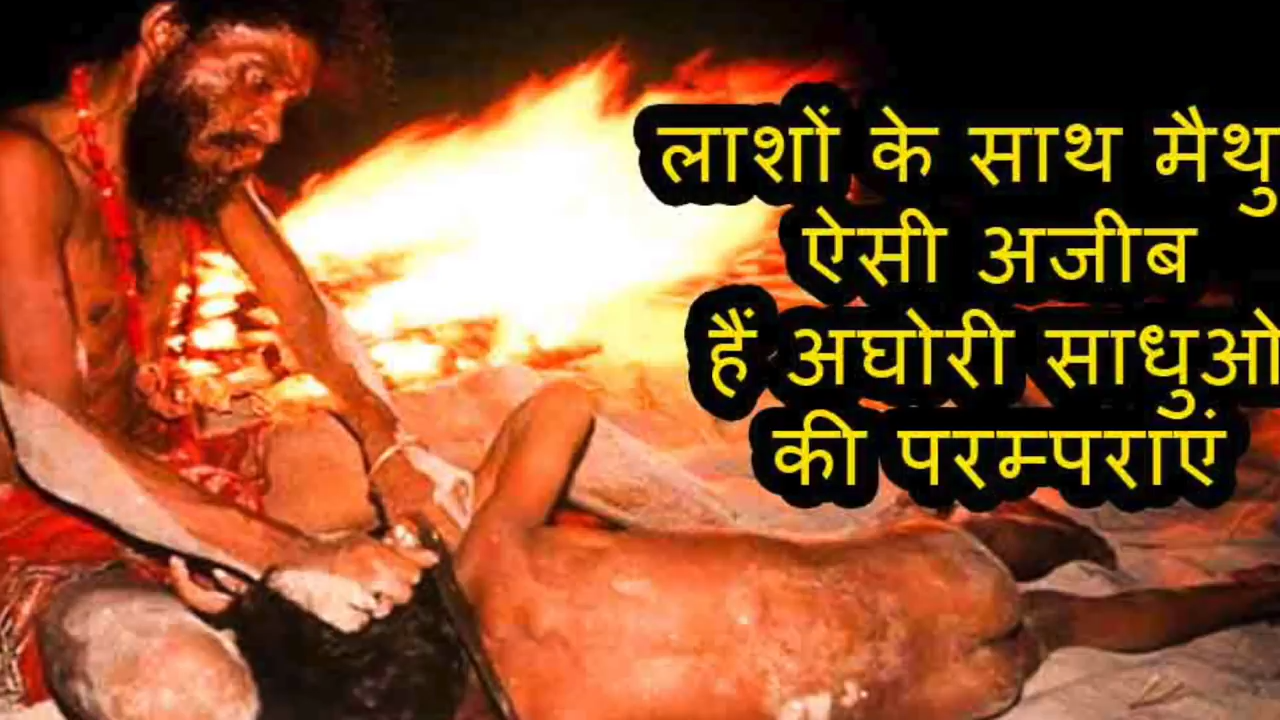 लाशों के साथ मैथु
ऐसी अजीब
हैं अघोरी साधुओ
की परम्पराएं